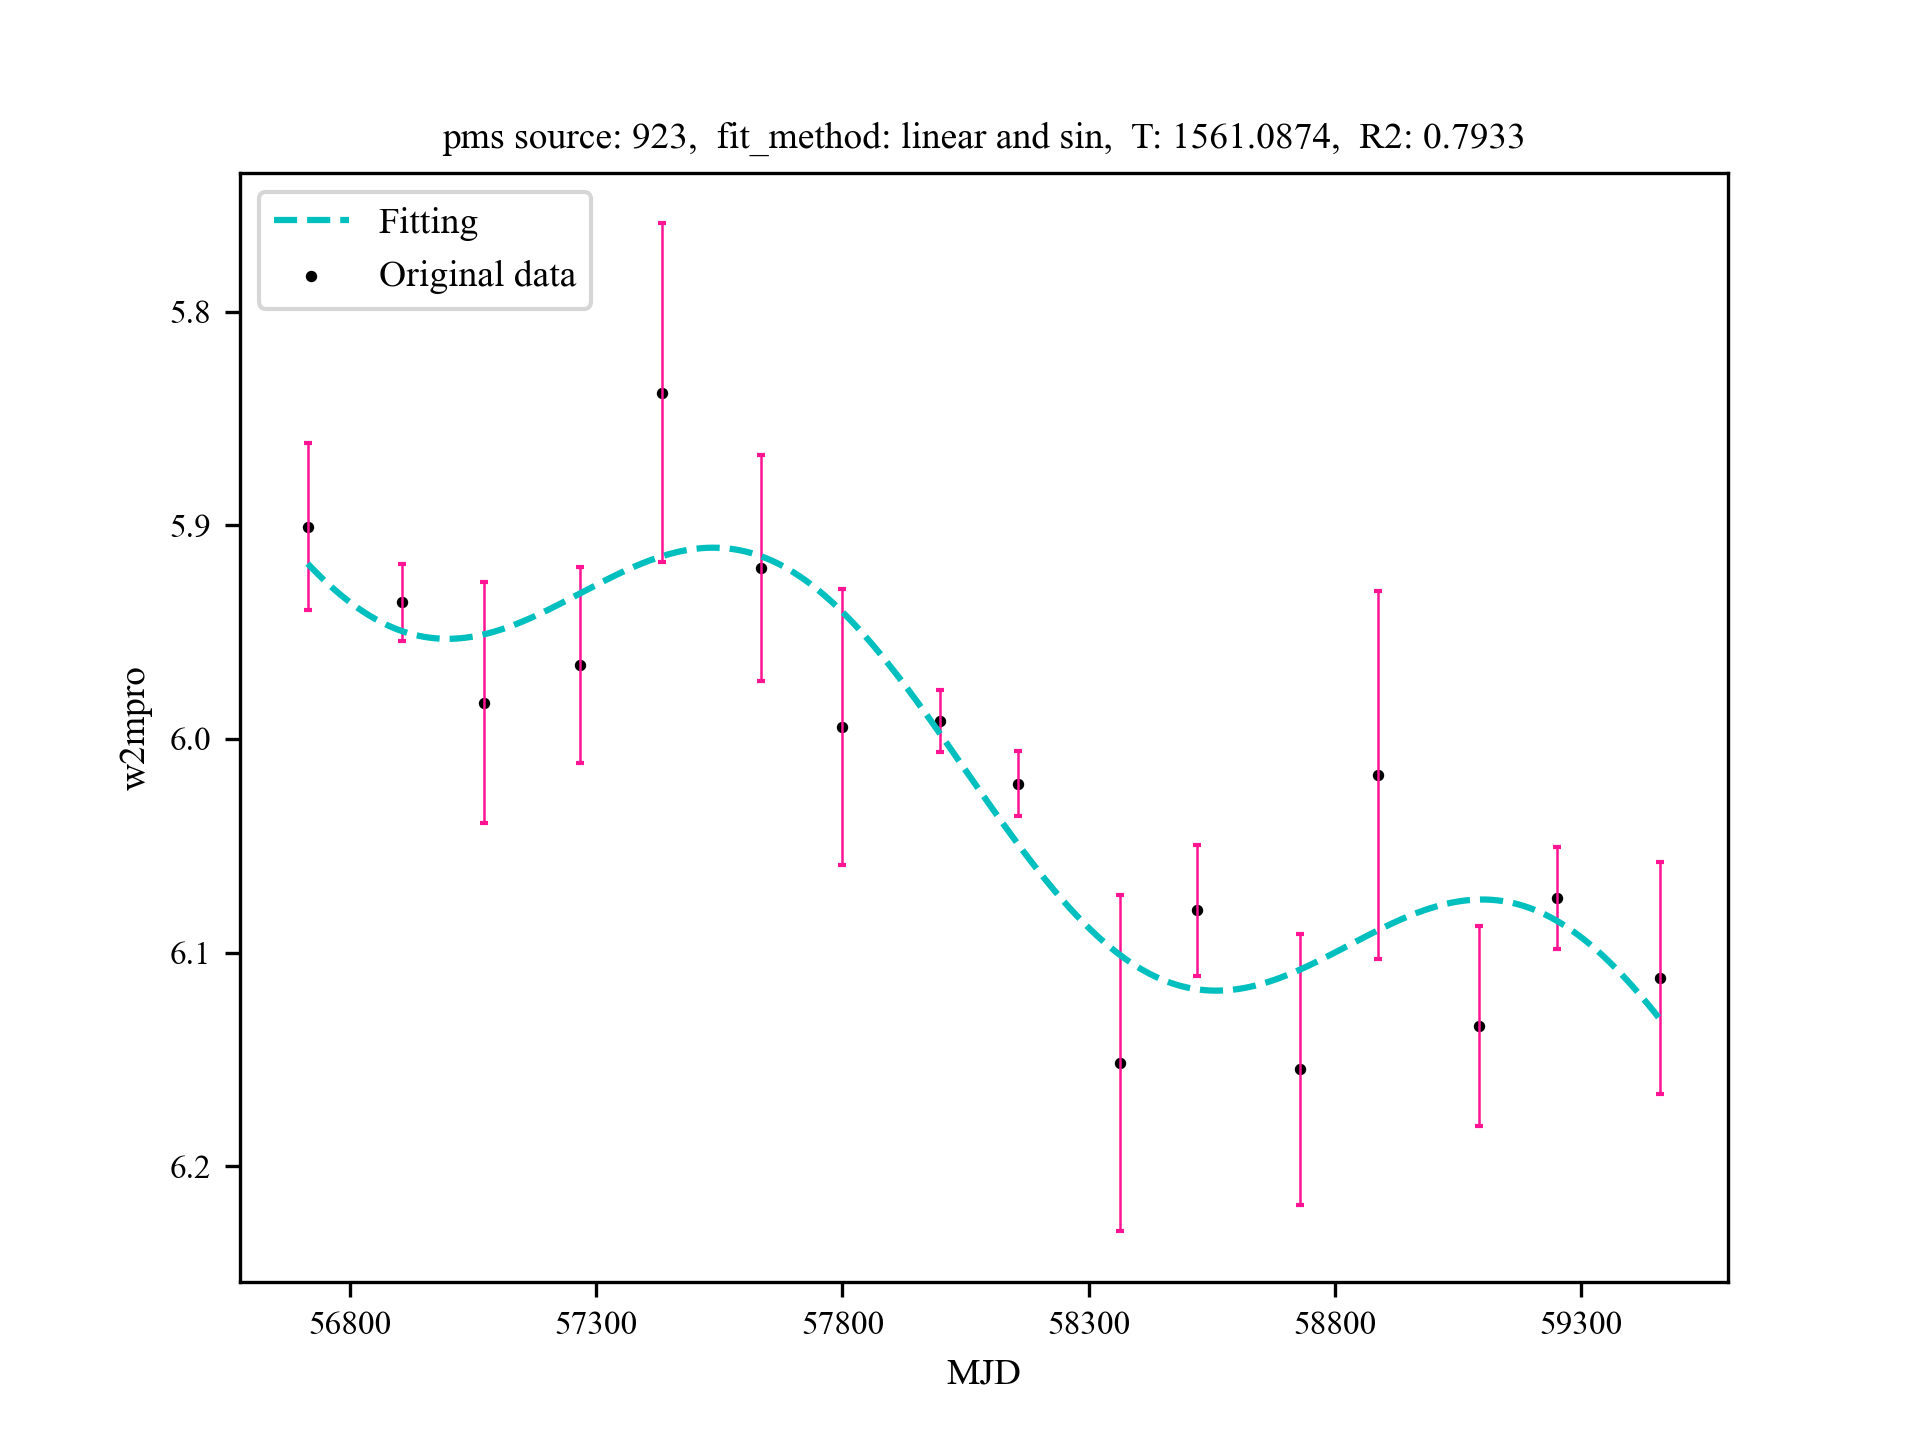 pms source: 923, fit_method: linear and sin, T: 1561.0874, R2: 0.7933
Fitting
Original data
5.8
5.9
6.0
6.1
6.2
w2mpro
56800 57300 57800 58300 58800 59300
MJD